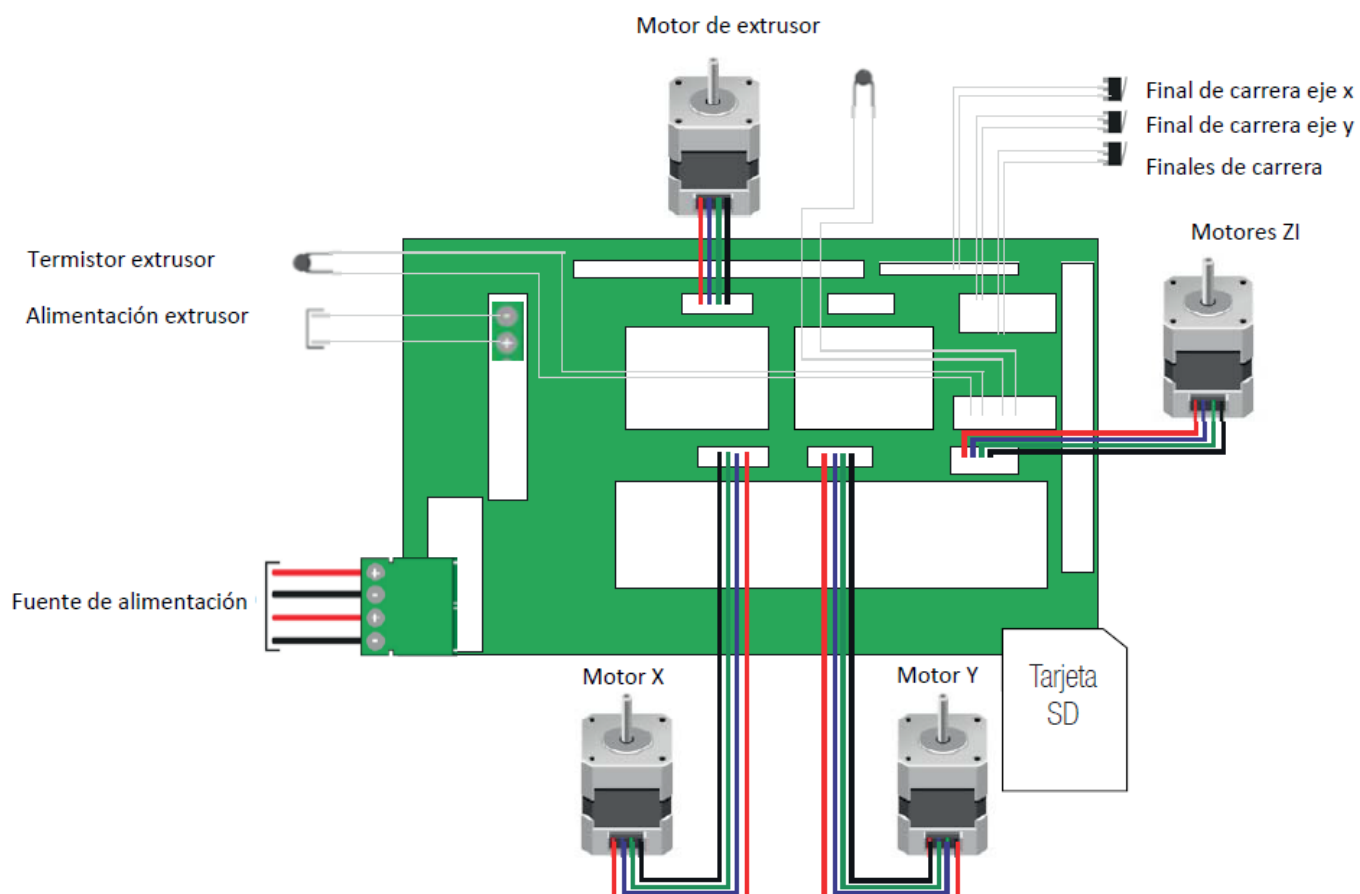 Motor de extrusor
Final de carrera eje x
Final de carrera eje y
Finales de carrera
Motores ZI
Termistor extrusor
Alimentación extrusor
-
+
Fuente de alimentación
+
-
+
-
Motor X
Motor Y
Tarjeta
SD